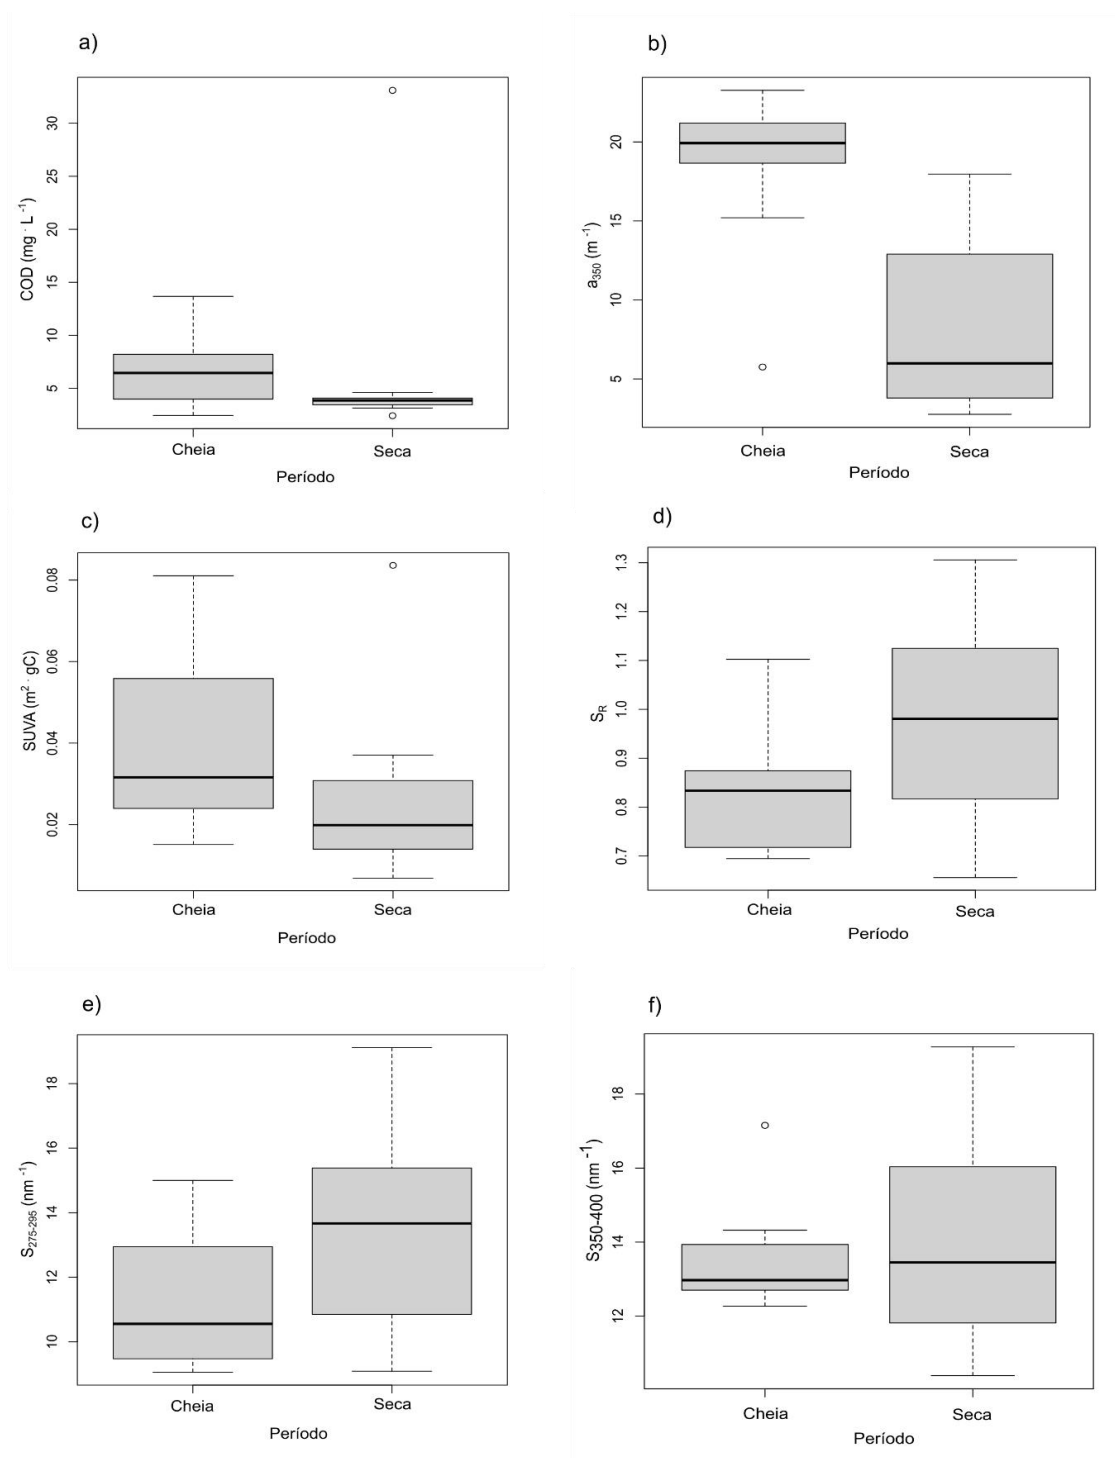 a)
COD (mg · L ⁻¹)
30
25
20
15
10
5
Cheia
Seca
Período
b)
a₃₅₀ (m ⁻¹)
20
15
10
5
Cheia
Seca
Período
c)
SUVA (m² · gC)
0.08
0.06
0.04
0.02
Cheia
Seca
Período
d)
S_R
1.3
1.2
1.1
1.0
0.9
0.8
0.7
Cheia
Seca
Período
e)
S₂₇₅₋₂₉₅ (nm ⁻¹)
18
16
14
12
10
Cheia
Seca
Período
f)
S350-400 (nm ⁻¹)
18
16
14
12
Cheia
Seca
Período